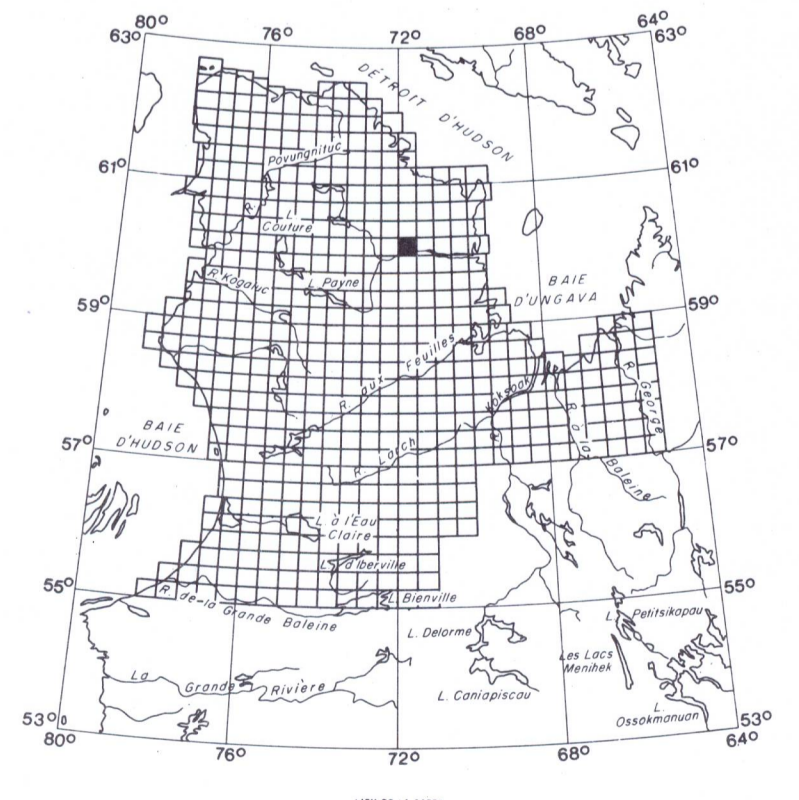 80° 76° 72° 68° 64°
63° 63°
DÉTROIT D'HUDSON
Povungnituc
R.
61° 61°
L.
Couture
R. Kogaluc
L. Payne
BAIE
D'UNGAVA
59° 59°
R. aux Feuilles
Koksoak
R.
R. George
BAIE
D'HUDSON
R. Larch
R. à la
Baleine
57° 57°
L. à l'Eau
Claire
L. d'Iberville
55° 55°
R. de-la Grande Baleine
L. Bienville
L. Delorme
L. Petitsikapau
Les Lacs
Menihek
La Grande Rivière
L. Caniapiscau
L.
Ossokmanuan
53° 53°
80° 76° 72° 68° 64°